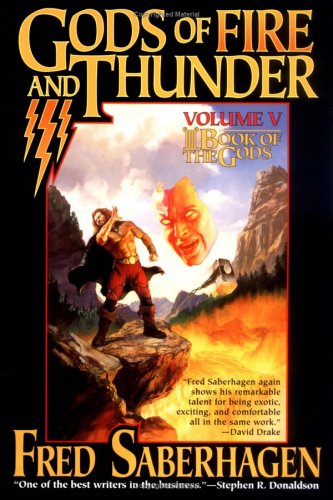 GODS OF FIRE
AND THUNDER
VOLUME V
BOOK OF
THE GODS
"Fred Saberhagen again
shows his remarkable
talent for being exotic,
exciting, and comfortable
all in the same work."
—David Drake
FRED SABERHAGEN
"One of the best writers in the business."—Stephen R. Donaldson